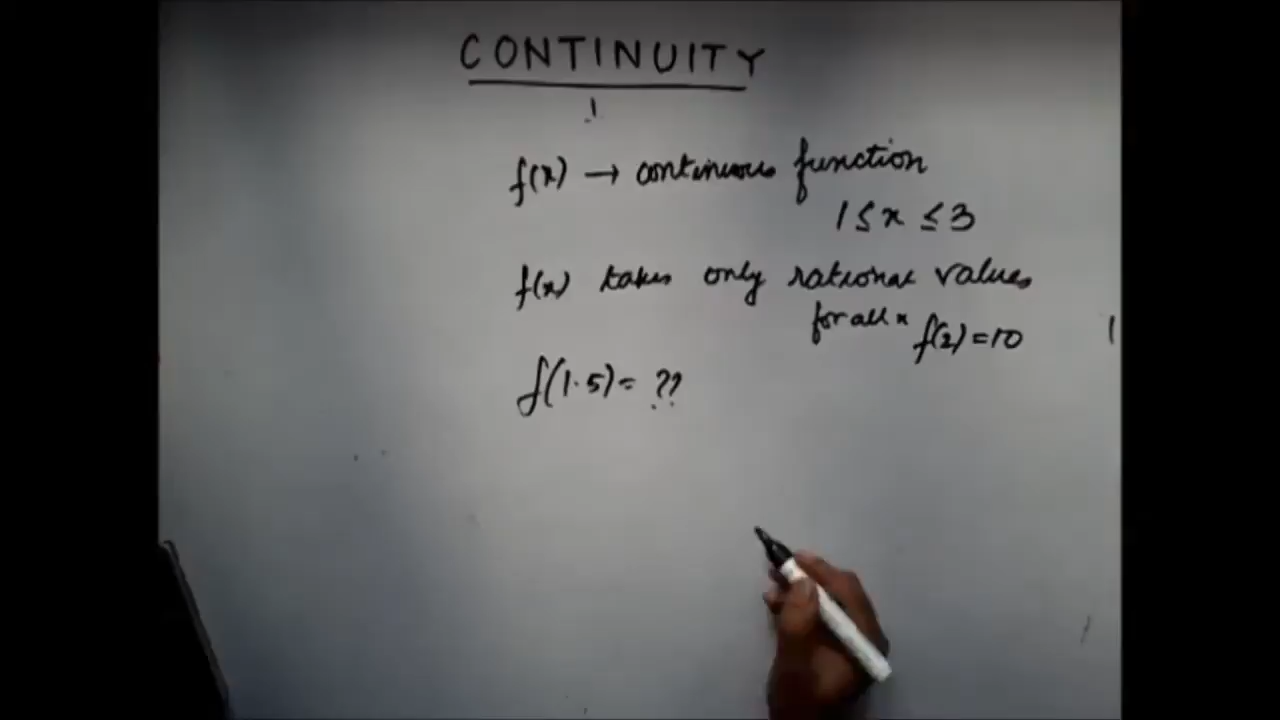 CONTINUITY
f(x) → continuous function
1 ≤ x ≤ 3
f(x) takes only rational values
for all x f(2) = 10
f(1.5) = ??